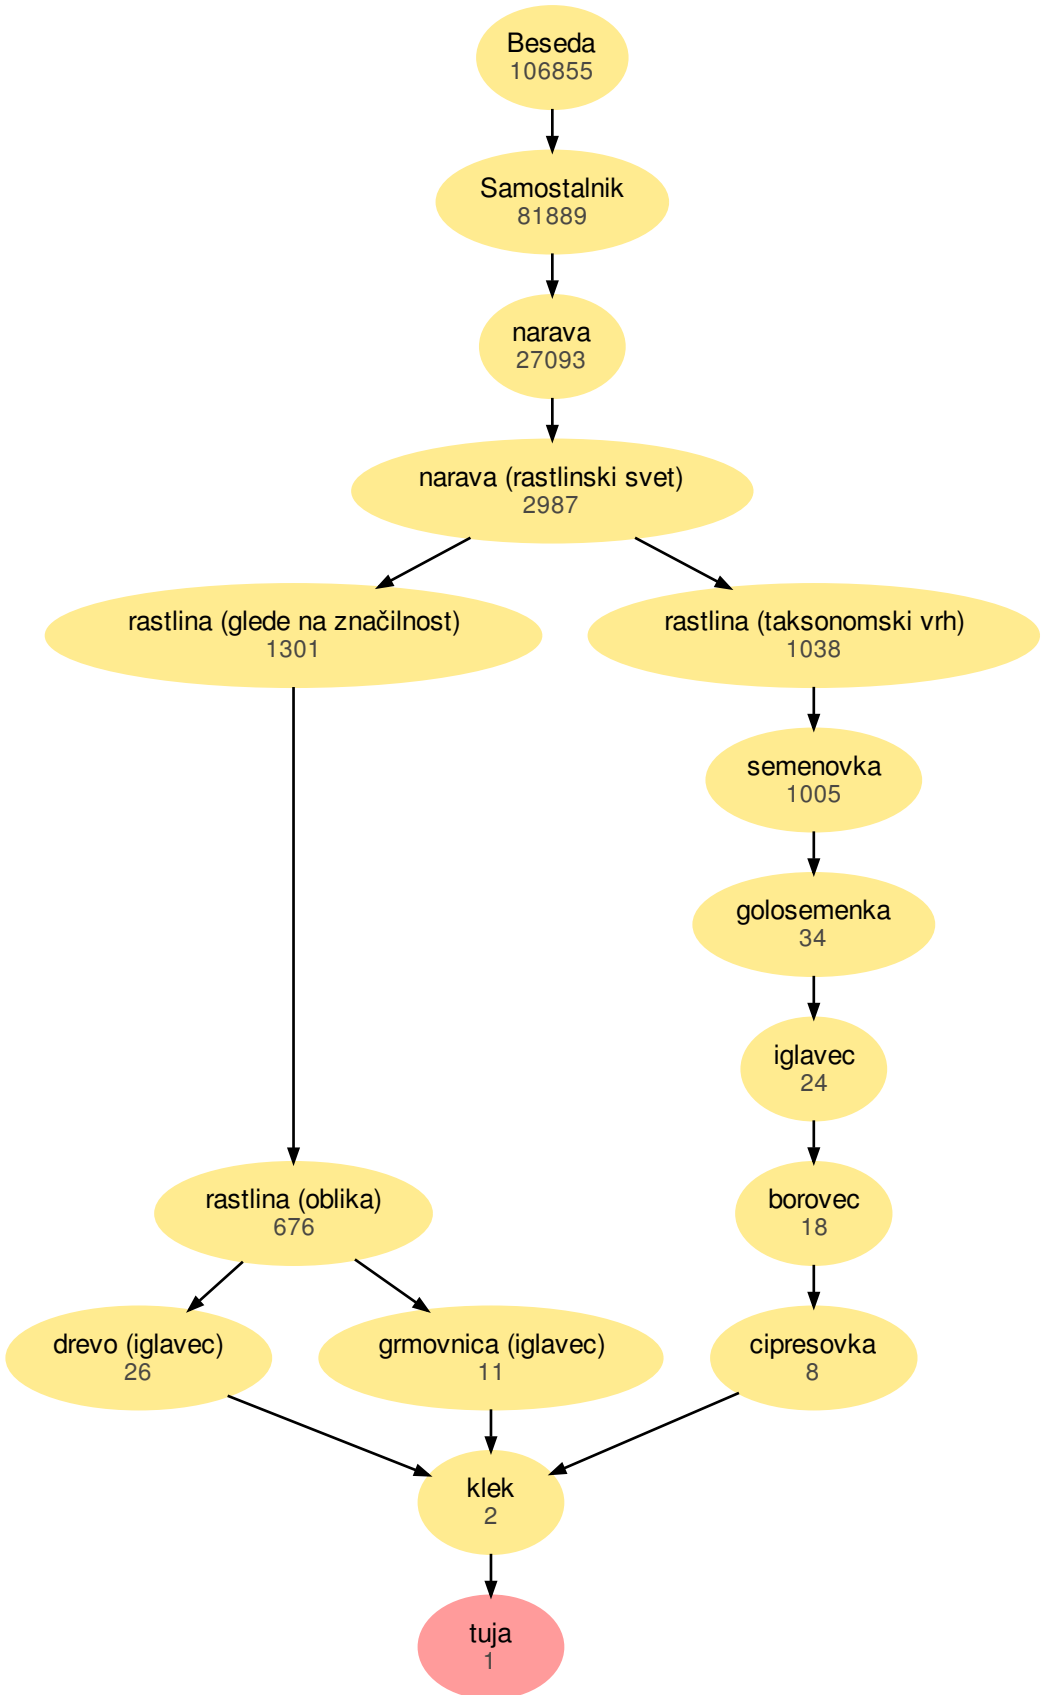 Beseda
106855
Samostalnik
81889
narava
27093
narava (rastlinski svet)
2987
rastlina (glede na značilnost)
1301
rastlina (taksonomski vrh)
1038
semenovka
1005
golosemenka
34
iglavec
24
rastlina (oblika)
676
borovec
18
drevo (iglavec)
26
grmovnica (iglavec)
11
cipresovka
8
klek
2
tuja
1